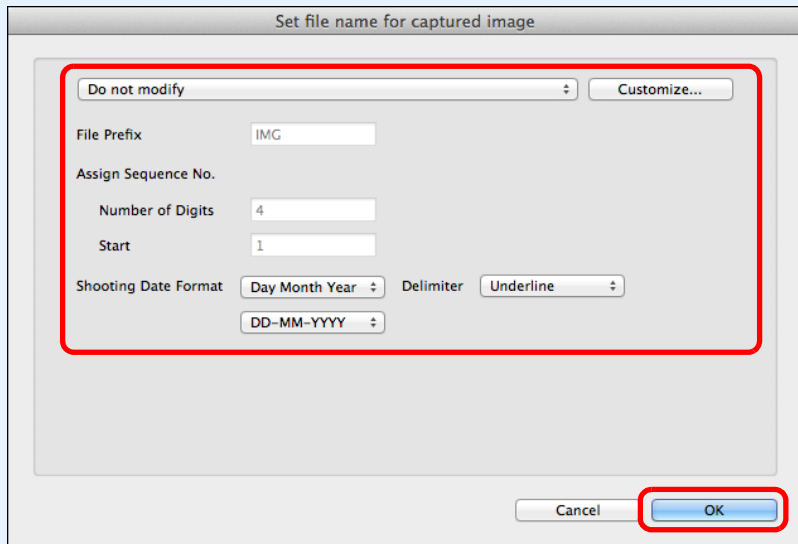 Set file name for captured image
Do not modify Customize...
File Prefix IMG
Assign Sequence No.
Number of Digits 4
Start 1
Shooting Date Format Day Month Year Delimiter Underline
DD-MM-YYYY
Cancel OK